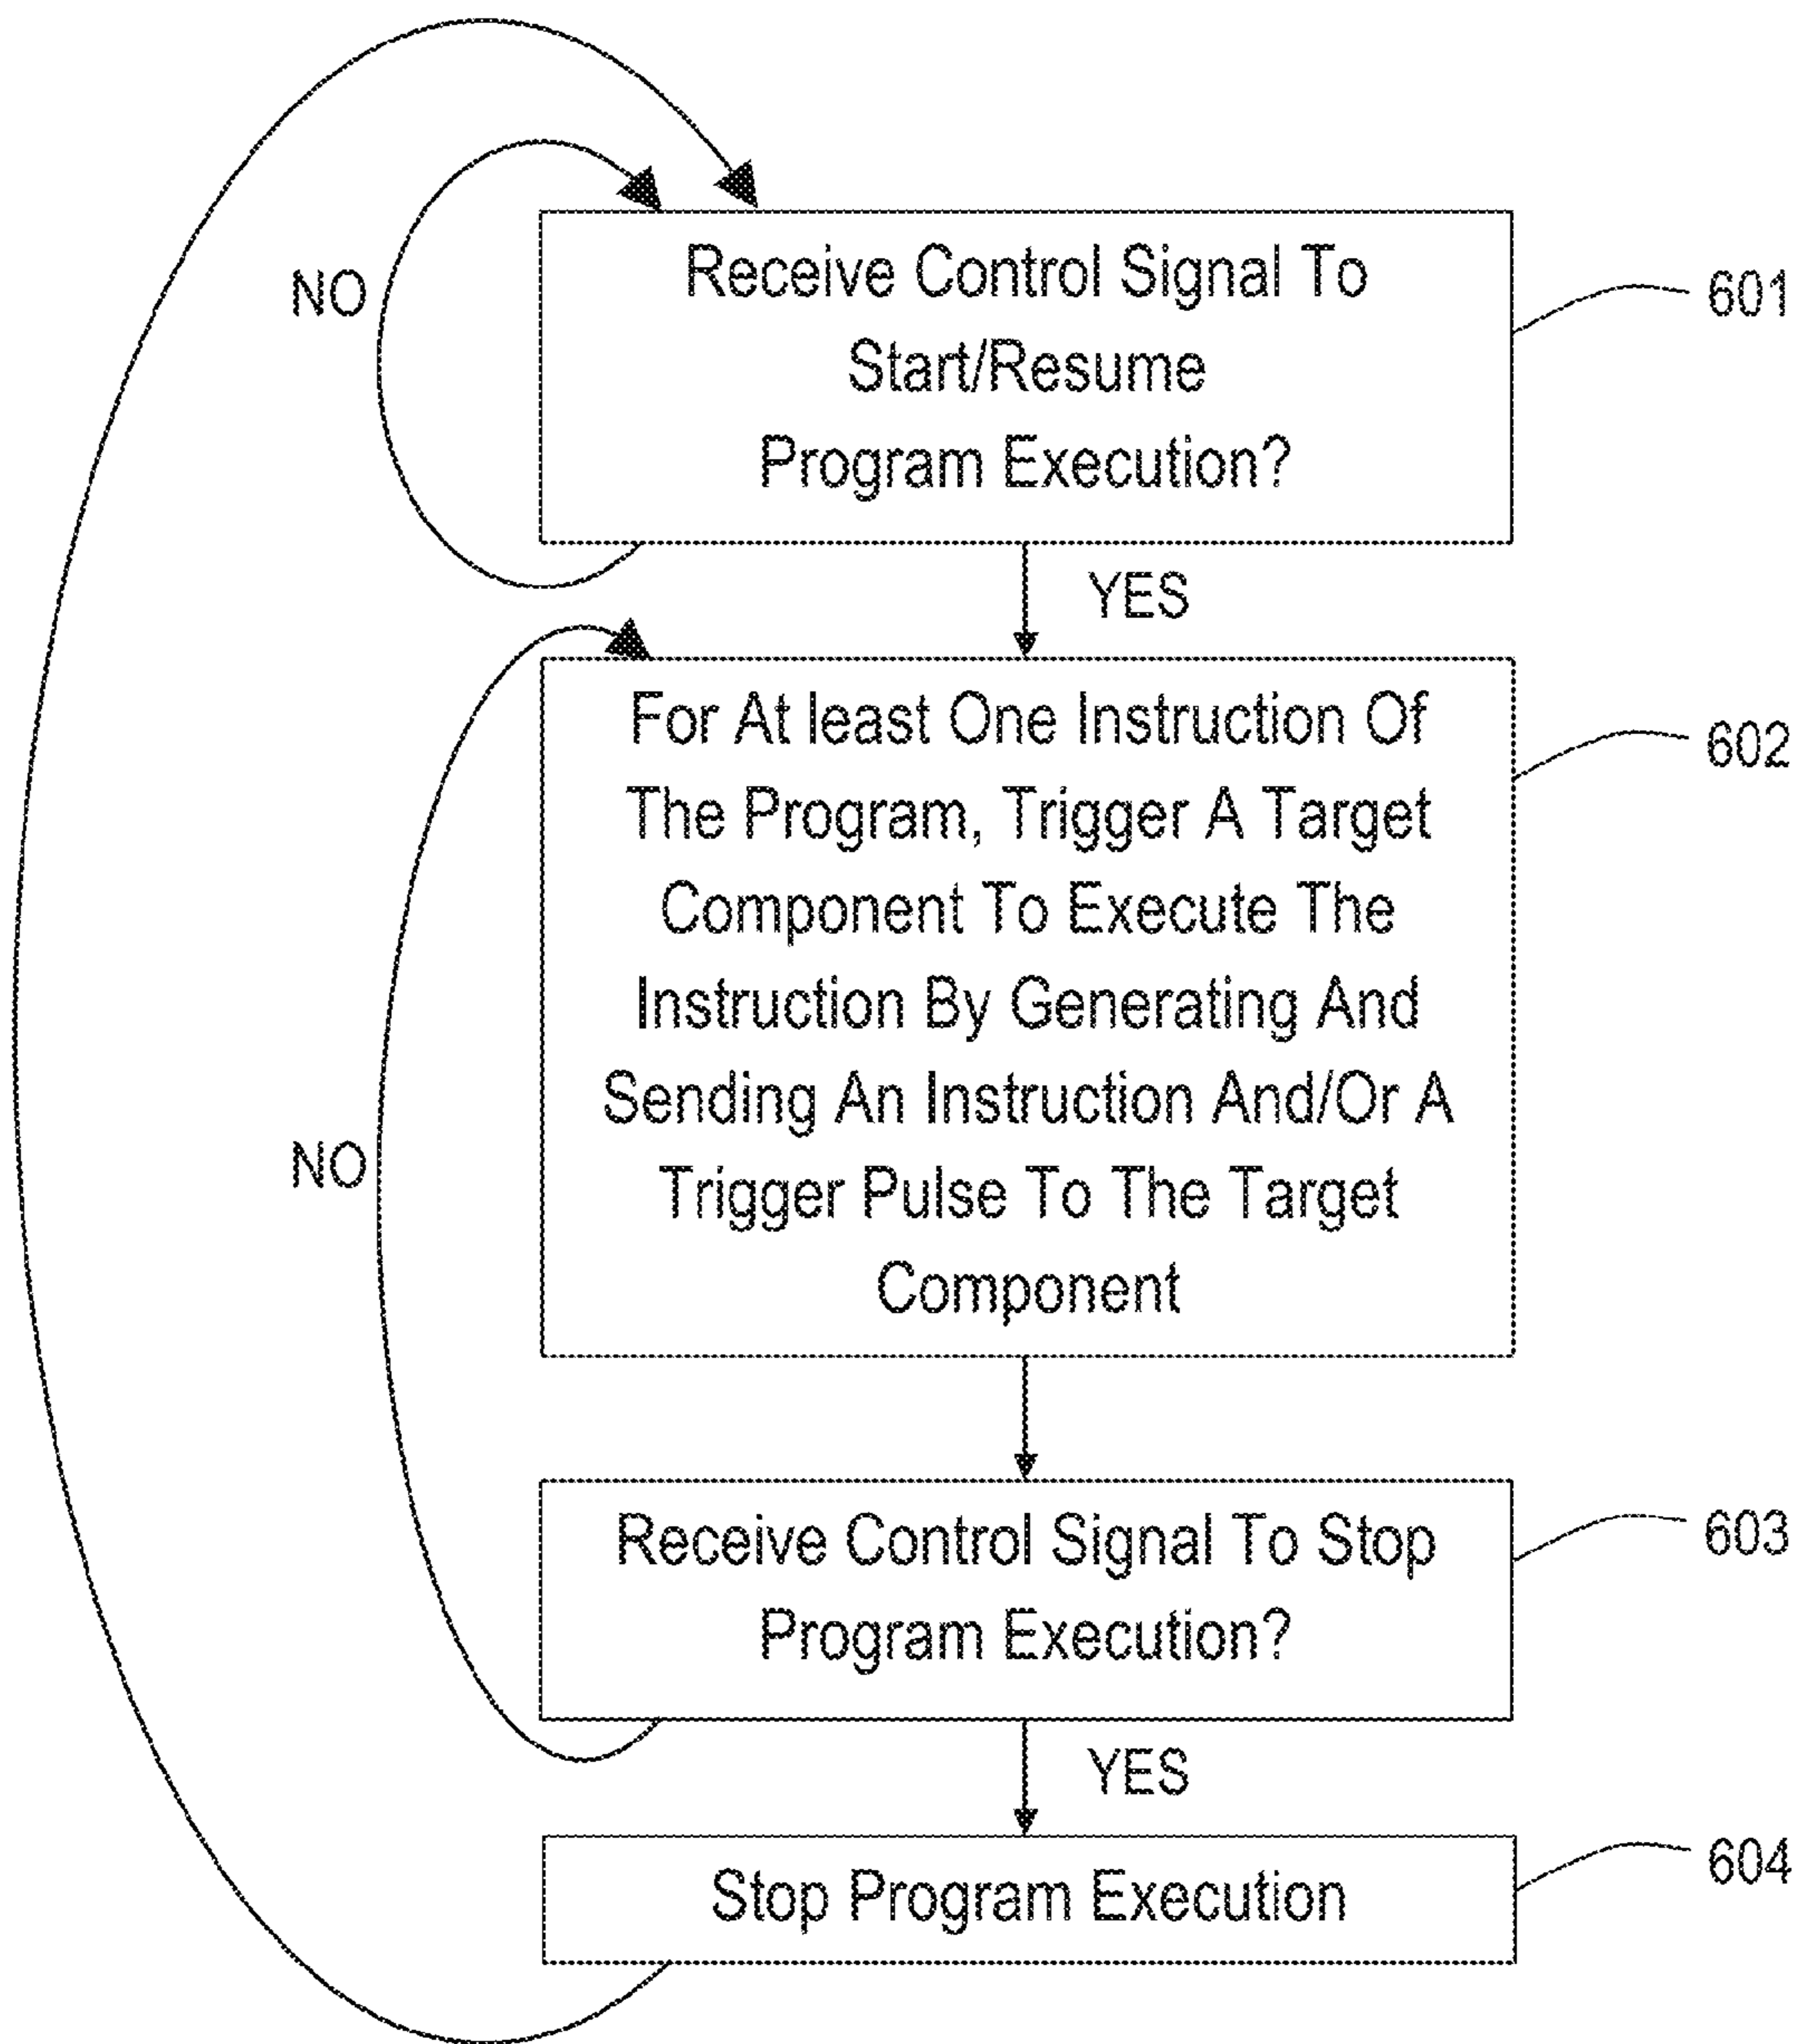 NO
Receive Control Signal To
Start/Resume
Program Execution?
601
YES
For At least One Instruction Of
The Program, Trigger A Target
Component To Execute The
Instruction By Generating And
Sending An Instruction And/Or A
Trigger Pulse To The Target
Component
602
NO
Receive Control Signal To Stop
Program Execution?
603
YES
Stop Program Execution
604